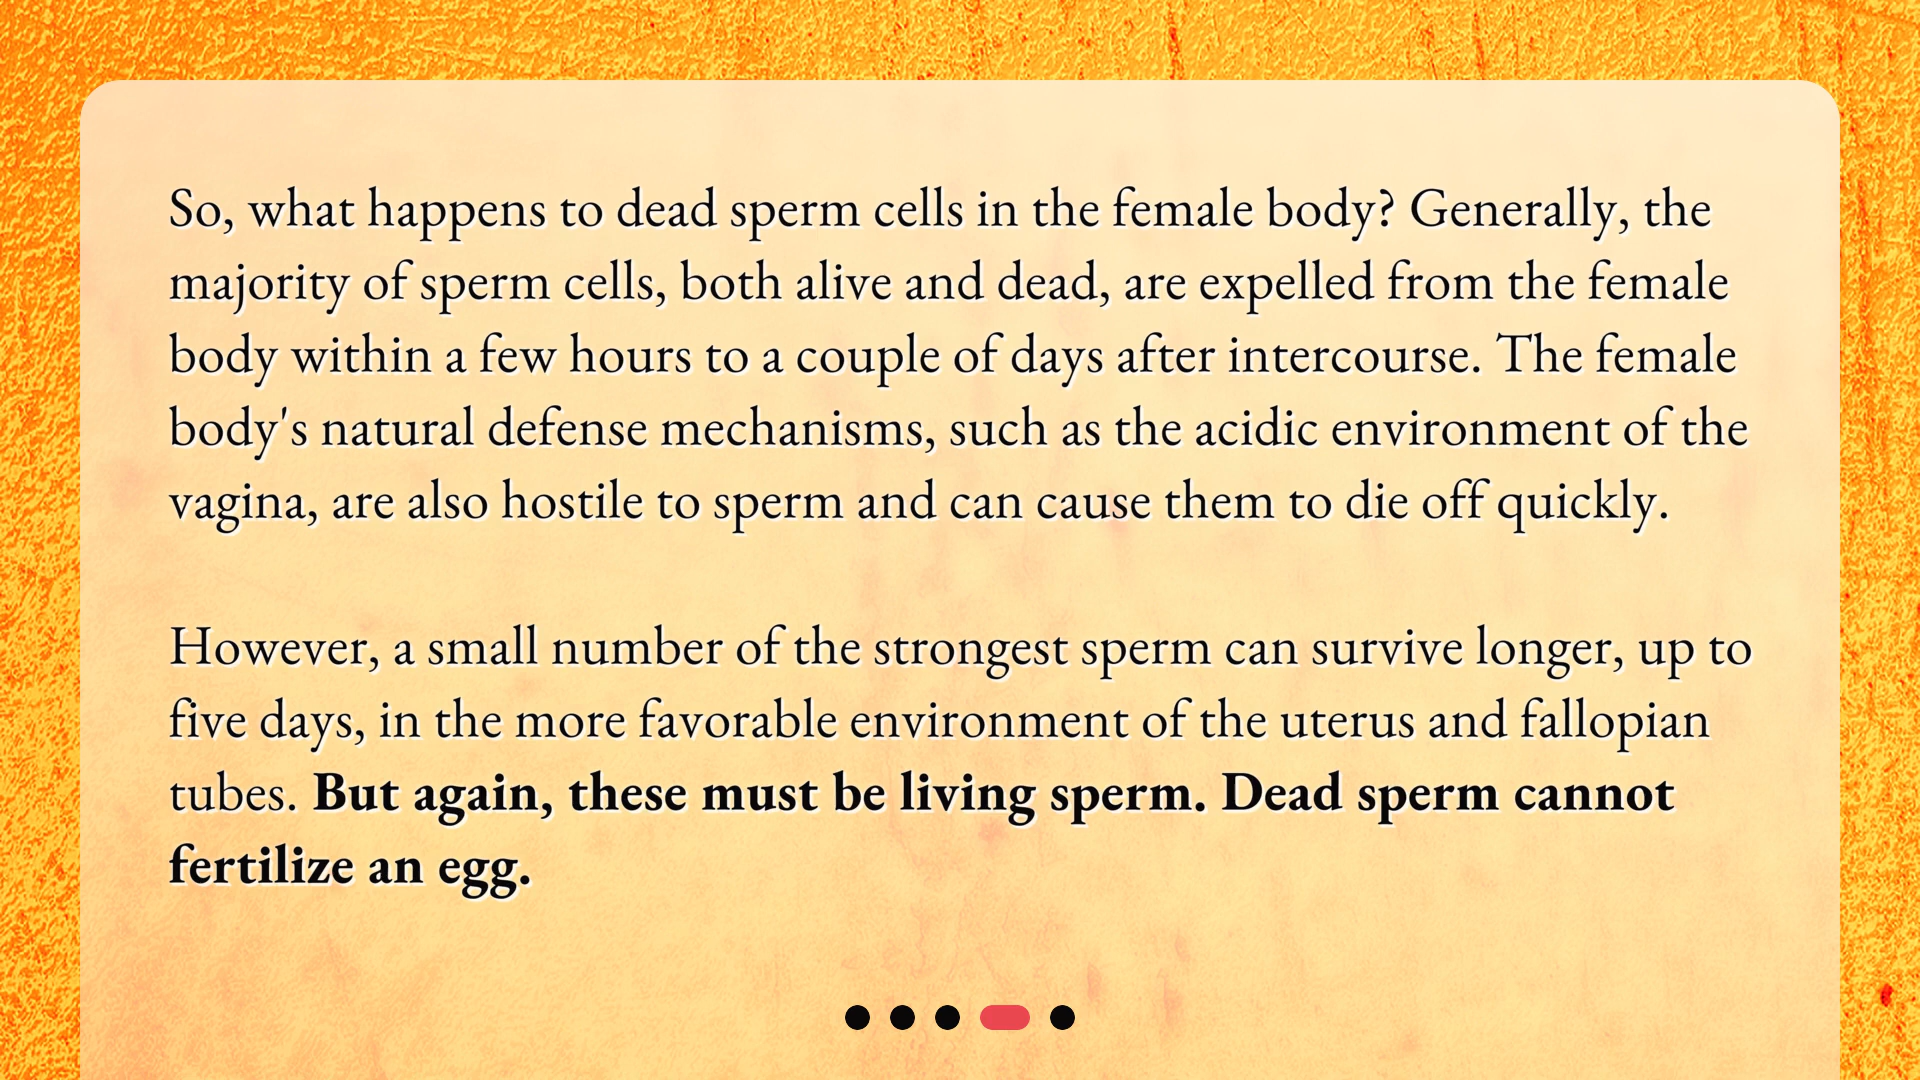 So, what happens to dead sperm cells in the female body? Generally, the
majority of sperm cells, both alive and dead, are expelled from the female
body within a few hours to a couple of days after intercourse. The female
body's natural defense mechanisms, such as the acidic environment of the
vagina, are also hostile to sperm and can cause them to die off quickly.
However, a small number of the strongest sperm can survive longer, up to
five days, in the more favorable environment of the uterus and fallopian
tubes. But again, these must be living sperm. Dead sperm cannot
fertilize an egg.